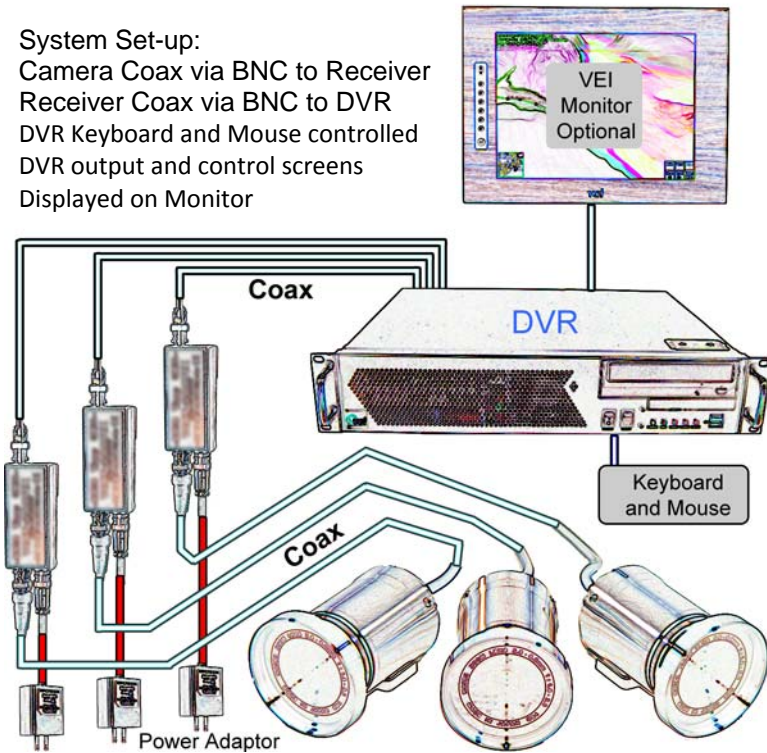 System Set-up:
Camera Coax via BNC to Receiver
Receiver Coax via BNC to DVR
DVR Keyboard and Mouse controlled
DVR output and control screens
Displayed on Monitor
VEI
Monitor
Optional
vei
Coax
DVR
Keyboard
and Mouse
Coax
Power Adaptor